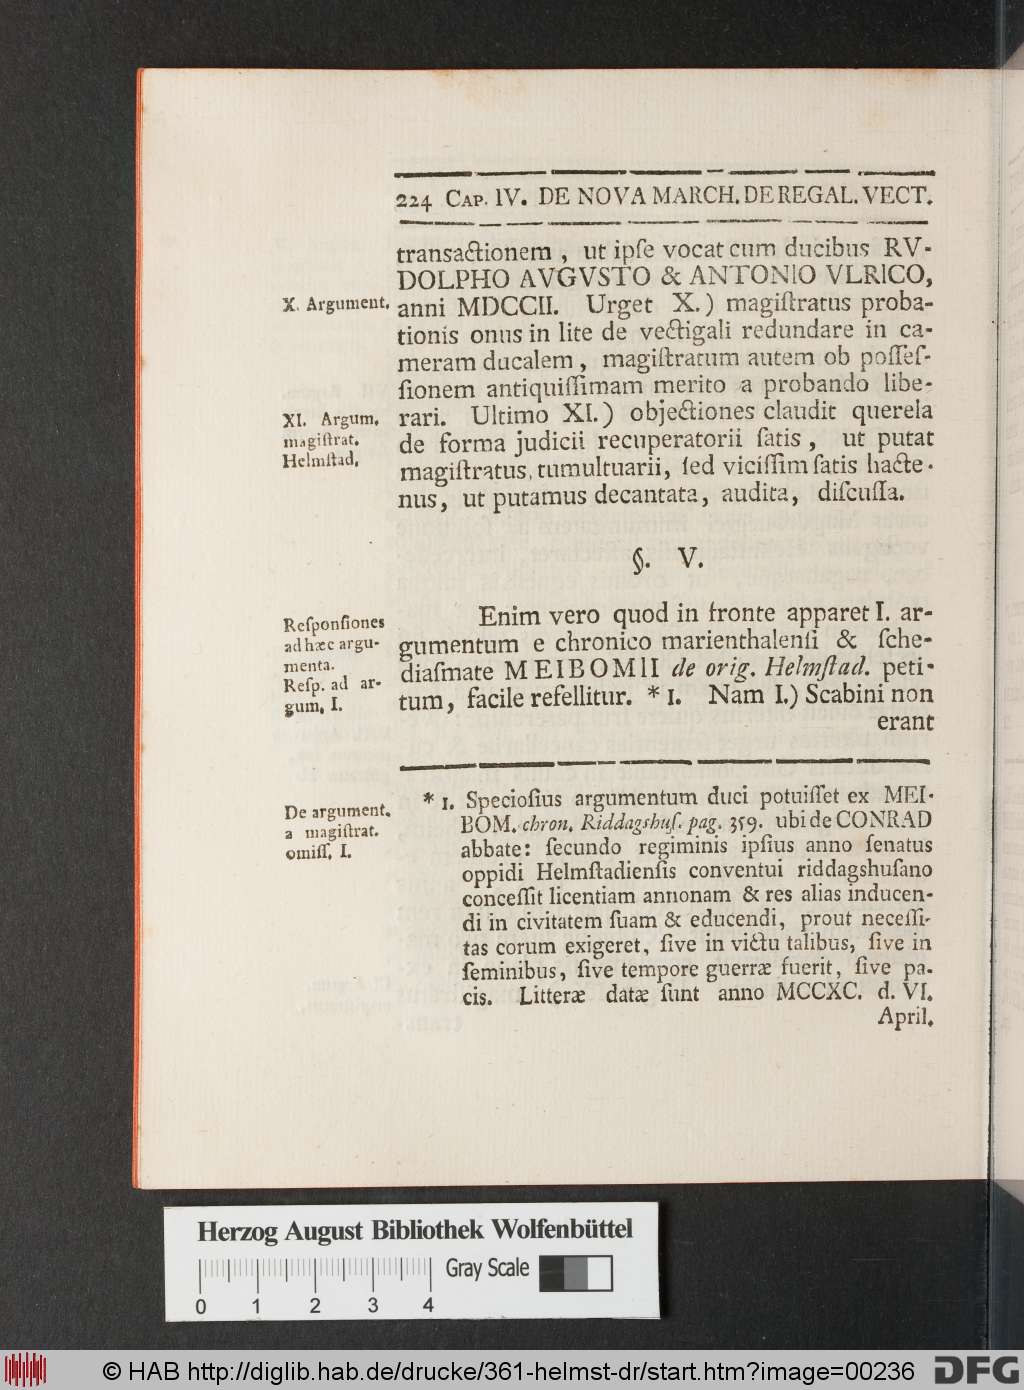 224 CAP. IV. DE NOVA MARCH. DE REGAL. VECT.
transactionem, ut ipſe vocat cum ducibus RV-
DOLPHO AVGVSTO & ANTONIO VLRICO,
X. Argument.
anni MDCCII. Urget X.) magiſtratus proba-
tionis onus in lite de vectigali redundare in ca-
meram ducalem, magiſtratum autem ob poſſeſ-
ſionem antiquiſſimam merito a probando libe-
XI. Argum.
magiſtrat.
Helmſtad.
rari. Ultimo XI.) objectiones claudit querela
de forma judicii recuperatorii ſatis, ut putat
magiſtratus, tumultuarii, ſed viciſſim ſatis hacte-
nus, ut putamus decantata, audita, diſcuſſa.
§. V.
Reſponſiones
ad hæc argu-
menta.
Reſp. ad ar-
gum. I.
Enim vero quod in fronte apparet I. ar-
gumentum e chronico marienthalenſi & ſche-
diaſmate MEIBOMII de orig. Helmſtad. peti-
tum, facile refellitur. * 1. Nam I.) Scabini non
erant
De argument.
a magiſtrat.
omiſſ. I.
* 1. Specioſius argumentum duci potuiſſet ex MEI-
BOM. chron. Riddagshuſ. pag. 359. ubi de CONRAD
abbate: ſecundo regiminis ipſius anno ſenatus
oppidi Helmſtadienſis conventui riddagshuſano
conceſſit licentiam annonam & res alias inducen-
di in civitatem ſuam & educendi, prout neceſſi-
tas corum exigeret, ſive in victu talibus, ſive in
ſeminibus, ſive tempore guerræ fuerit, ſive pa-
cis. Litteræ datæ ſunt anno MCCXC. d. VI.
April.
Herzog August Bibliothek Wolfenbüttel
Gray Scale
0 1 2 3 4
© HAB http://diglib.hab.de/drucke/361-helmst-dr/start.htm?image=00236
DFG